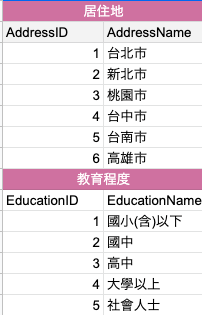 居住地
AddressID AddressName
1 台北市
2 新北市
3 桃園市
4 台中市
5 台南市
6 高雄市
教育程度
EducationID EducationName
1 國小(含)以下
2 國中
3 高中
4 大學以上
5 社會人士